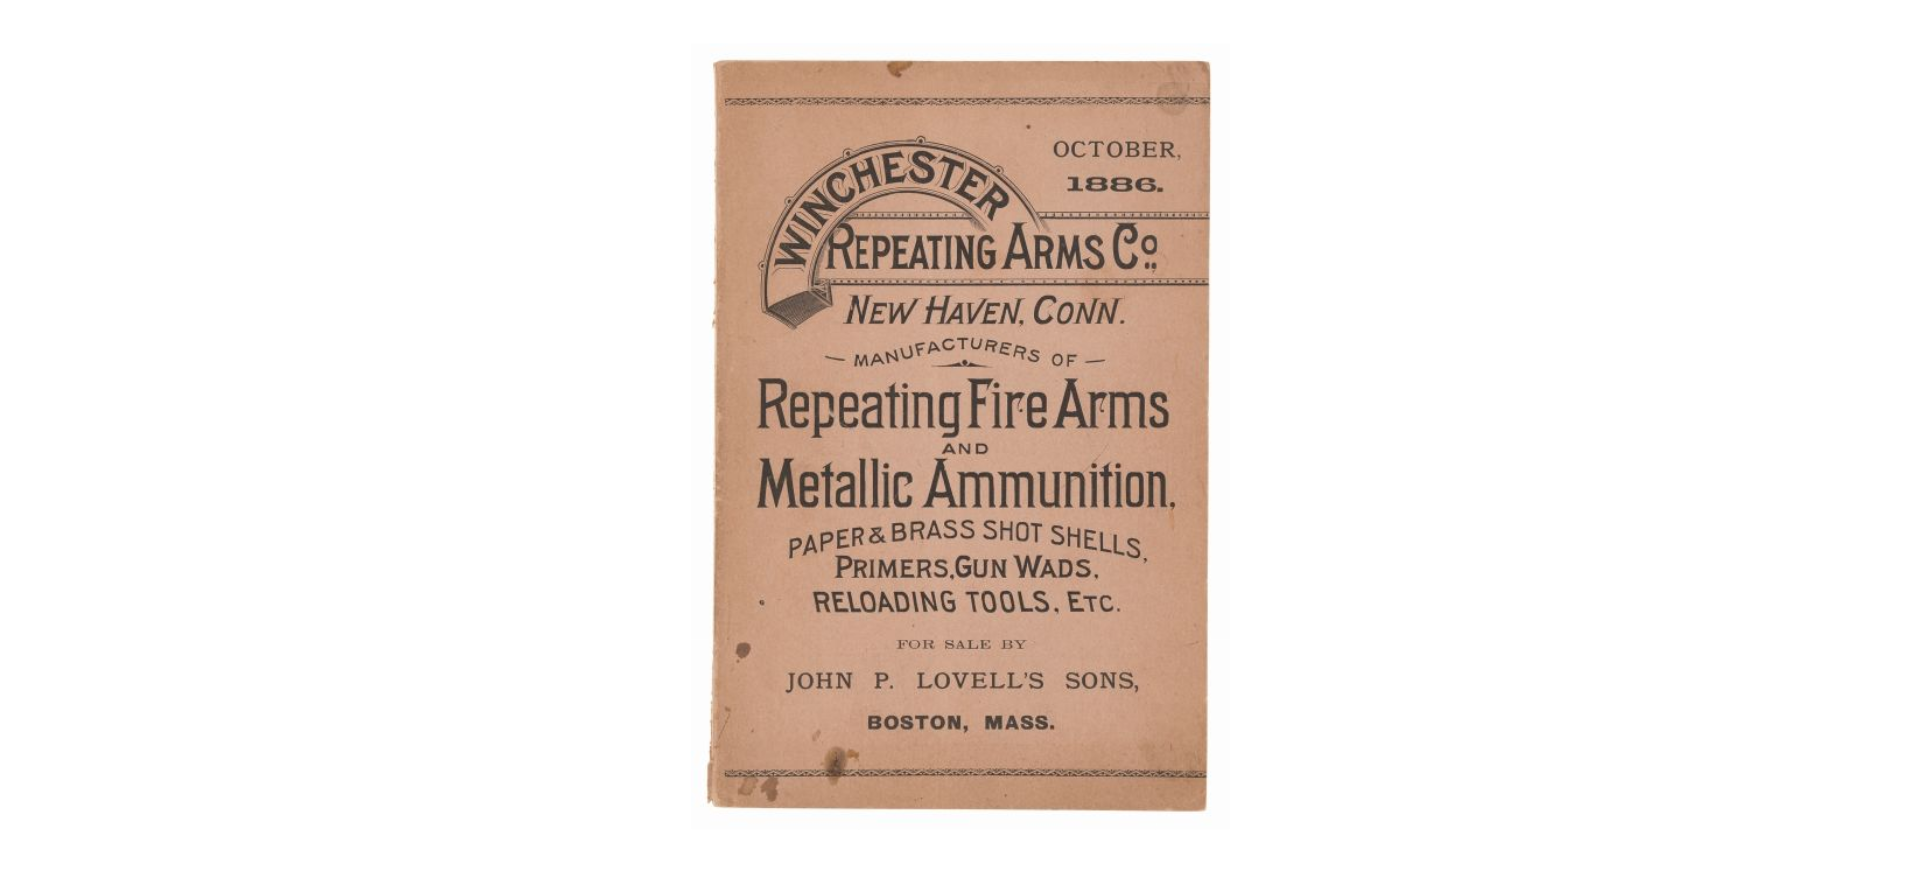 OCTOBER,
1886.
WINCHESTER
REPEATING ARMS Co.
NEW HAVEN, CONN.
— MANUFACTURERS OF —
Repeating Fire Arms
AND
Metallic Ammunition,
PAPER & BRASS SHOT SHELLS,
PRIMERS, GUN WADS,
RELOADING TOOLS, ETC.
FOR SALE BY
JOHN P. LOVELL'S SONS,
BOSTON, MASS.